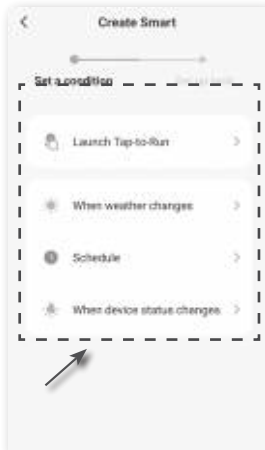 Create Smart
Set a condition
Launch Tap-to-Run
When weather changes
Schedule
When device status changes